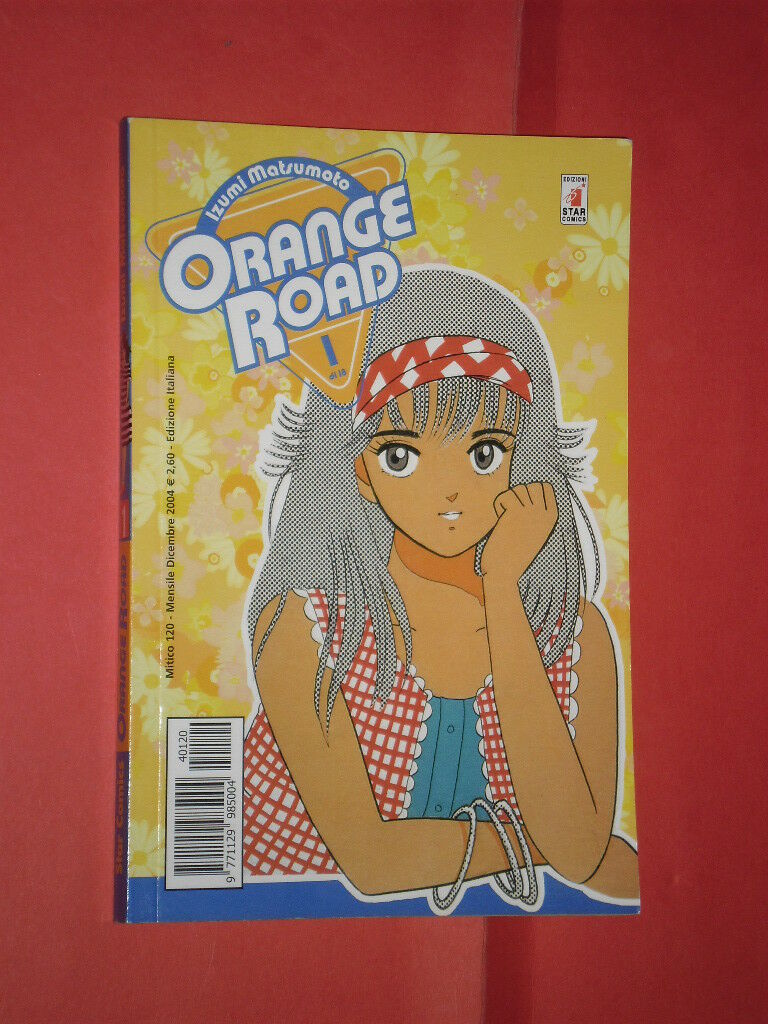 Izumi Matsumoto
ORANGE
ROAD
1
di 18
EDIZIONI
STAR
COMICS
Mitico 120 - Mensile Dicembre 2004 € 2,60 - Edizione Italiana
40120
9 771129 985004
Star Comics ORANGE ROAD 1